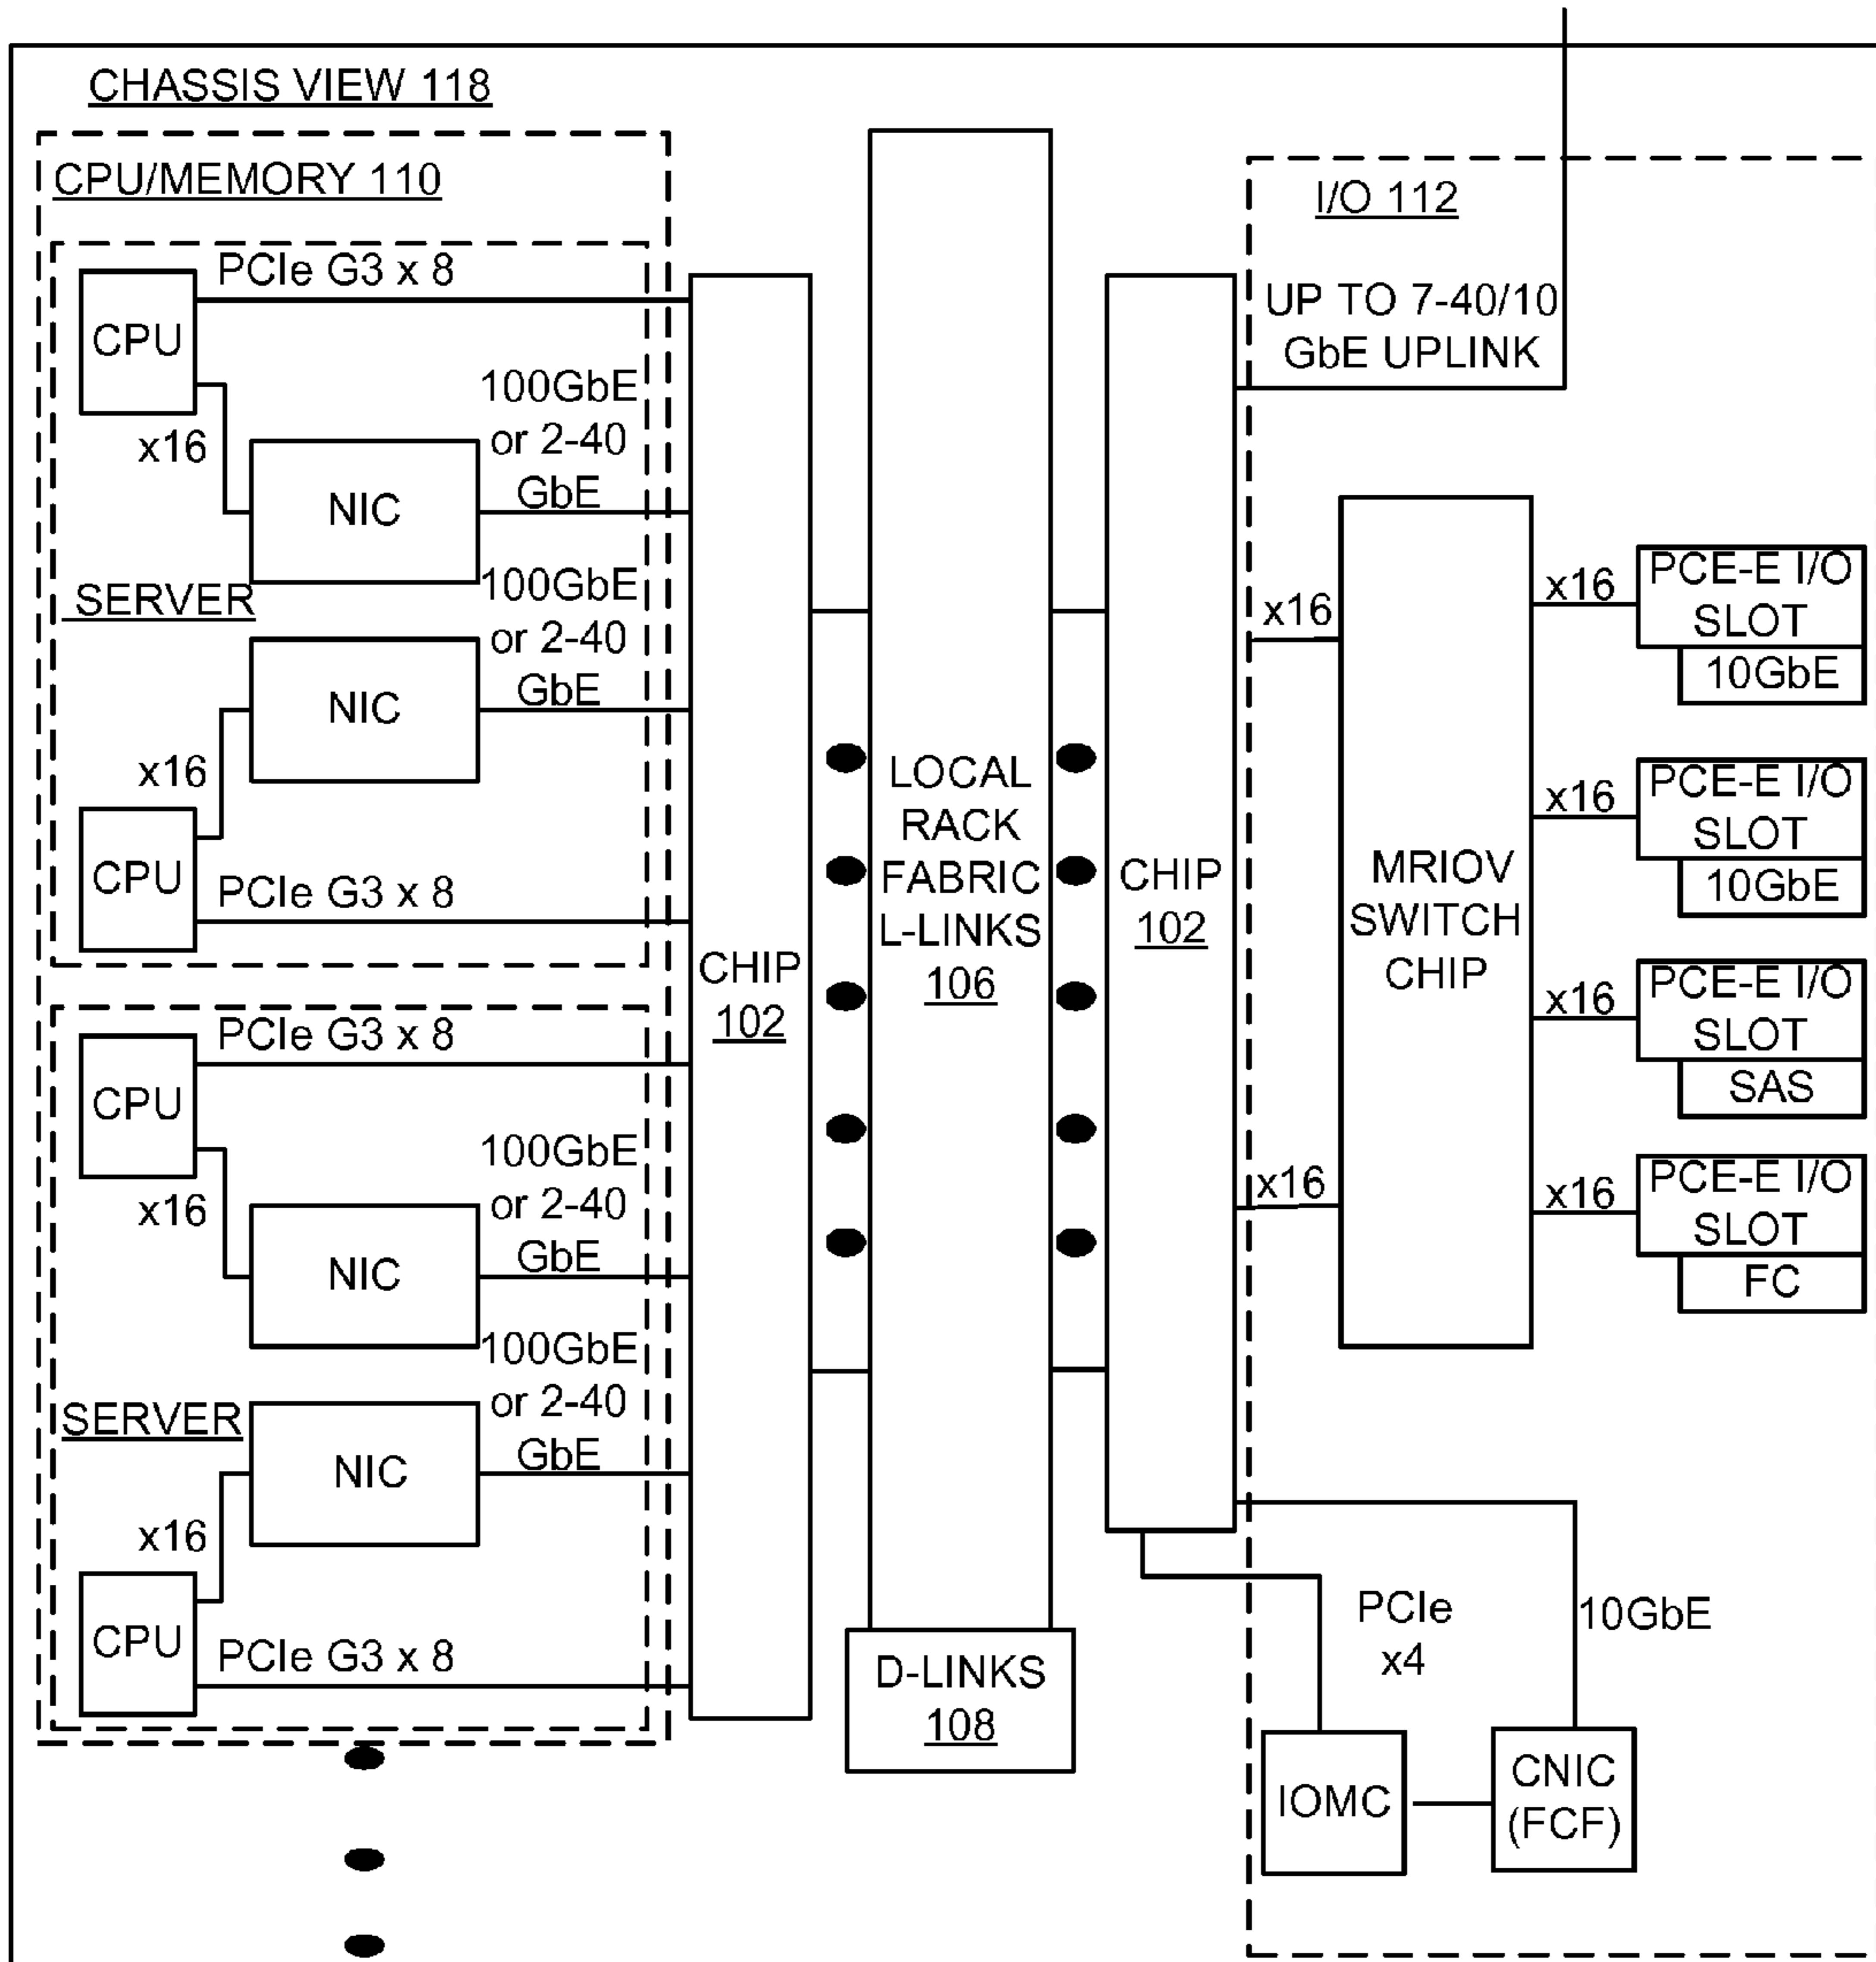 CHASSIS VIEW 118
CPU/MEMORY 110
PCIe G3 x 8
CPU
x16
100GbE
or 2-40
GbE
NIC
SERVER
100GbE
or 2-40
GbE
NIC
x16
CPU
PCIe G3 x 8
PCIe G3 x 8
CPU
x16
100GbE
or 2-40
GbE
NIC
SERVER
100GbE
or 2-40
GbE
NIC
x16
CPU
PCIe G3 x 8
CHIP
102
LOCAL
RACK
FABRIC
L-LINKS
106
D-LINKS
108
CHIP
102
I/O 112
UP TO 7-40/10
GbE UPLINK
x16
x16
MRIOV
SWITCH
CHIP
x16
PCE-E I/O
SLOT
10GbE
x16
PCE-E I/O
SLOT
10GbE
x16
PCE-E I/O
SLOT
SAS
x16
PCE-E I/O
SLOT
FC
PCIe
x4
10GbE
IOMC
CNIC
(FCF)